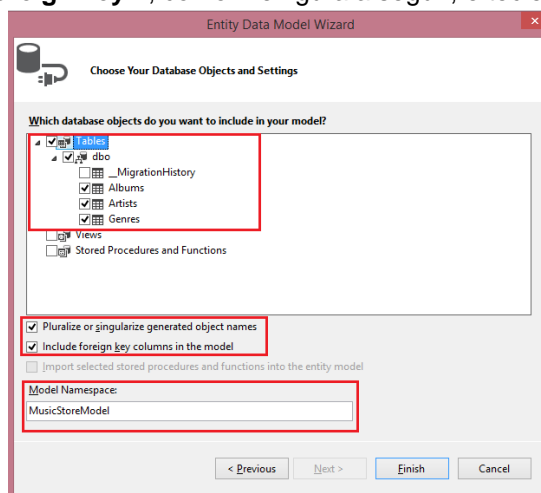 Entity Data Model Wizard
Choose Your Database Objects and Settings
Which database objects do you want to include in your model?
Tables
dbo
__MigrationHistory
Albums
Artists
Genres
Views
Stored Procedures and Functions
Pluralize or singularize generated object names
Include foreign key columns in the model
Import selected stored procedures and functions into the entity model
Model Namespace:
MusicStoreModel
< Previous Next > Finish Cancel